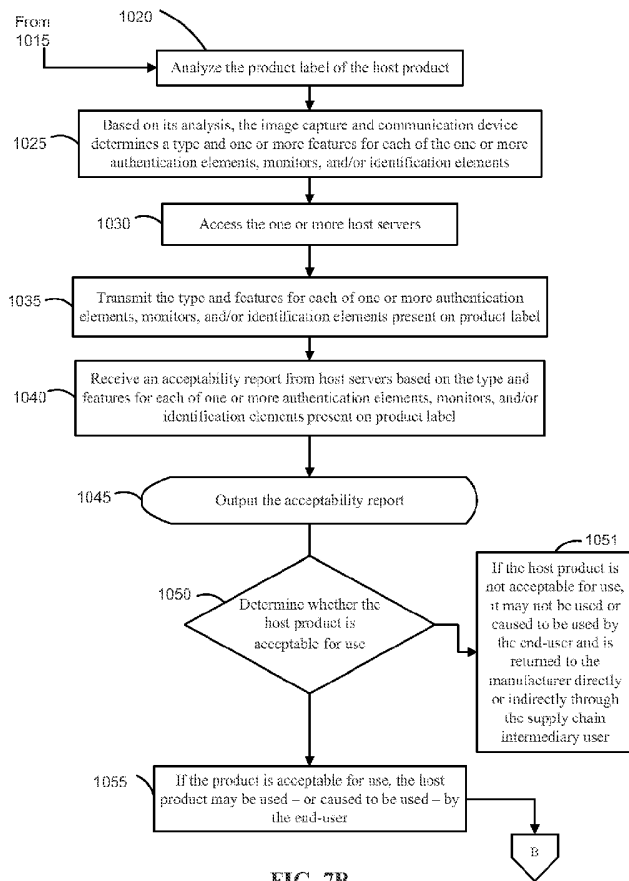 From
1015
1020
Analyze the product label of the host product
1025
Based on its analysis, the image capture and communication device
determines a type and one or more features for each of the one or more
authentication elements, monitors, and/or identification elements
1030
Access the one or more host servers
1035
Transmit the type and features for each of one or more authentication
elements, monitors, and/or identification elements present on product label
1040
Receive an acceptability report from host servers based on the type and
features for each of one or more authentication elements, monitors, and/or
identification elements present on product label
1045
Output the acceptability report
1050
Determine whether the
host product is
acceptable for use
1051
If the host product is
not acceptable for use,
it may not be used or
caused to be used by
the end-user and is
returned to the
manufacturer directly
or indirectly through
the supply chain
intermediary user
1055
If the product is acceptable for use, the host
product may be used – or caused to be used – by
the end-user
B
FIG. 7B